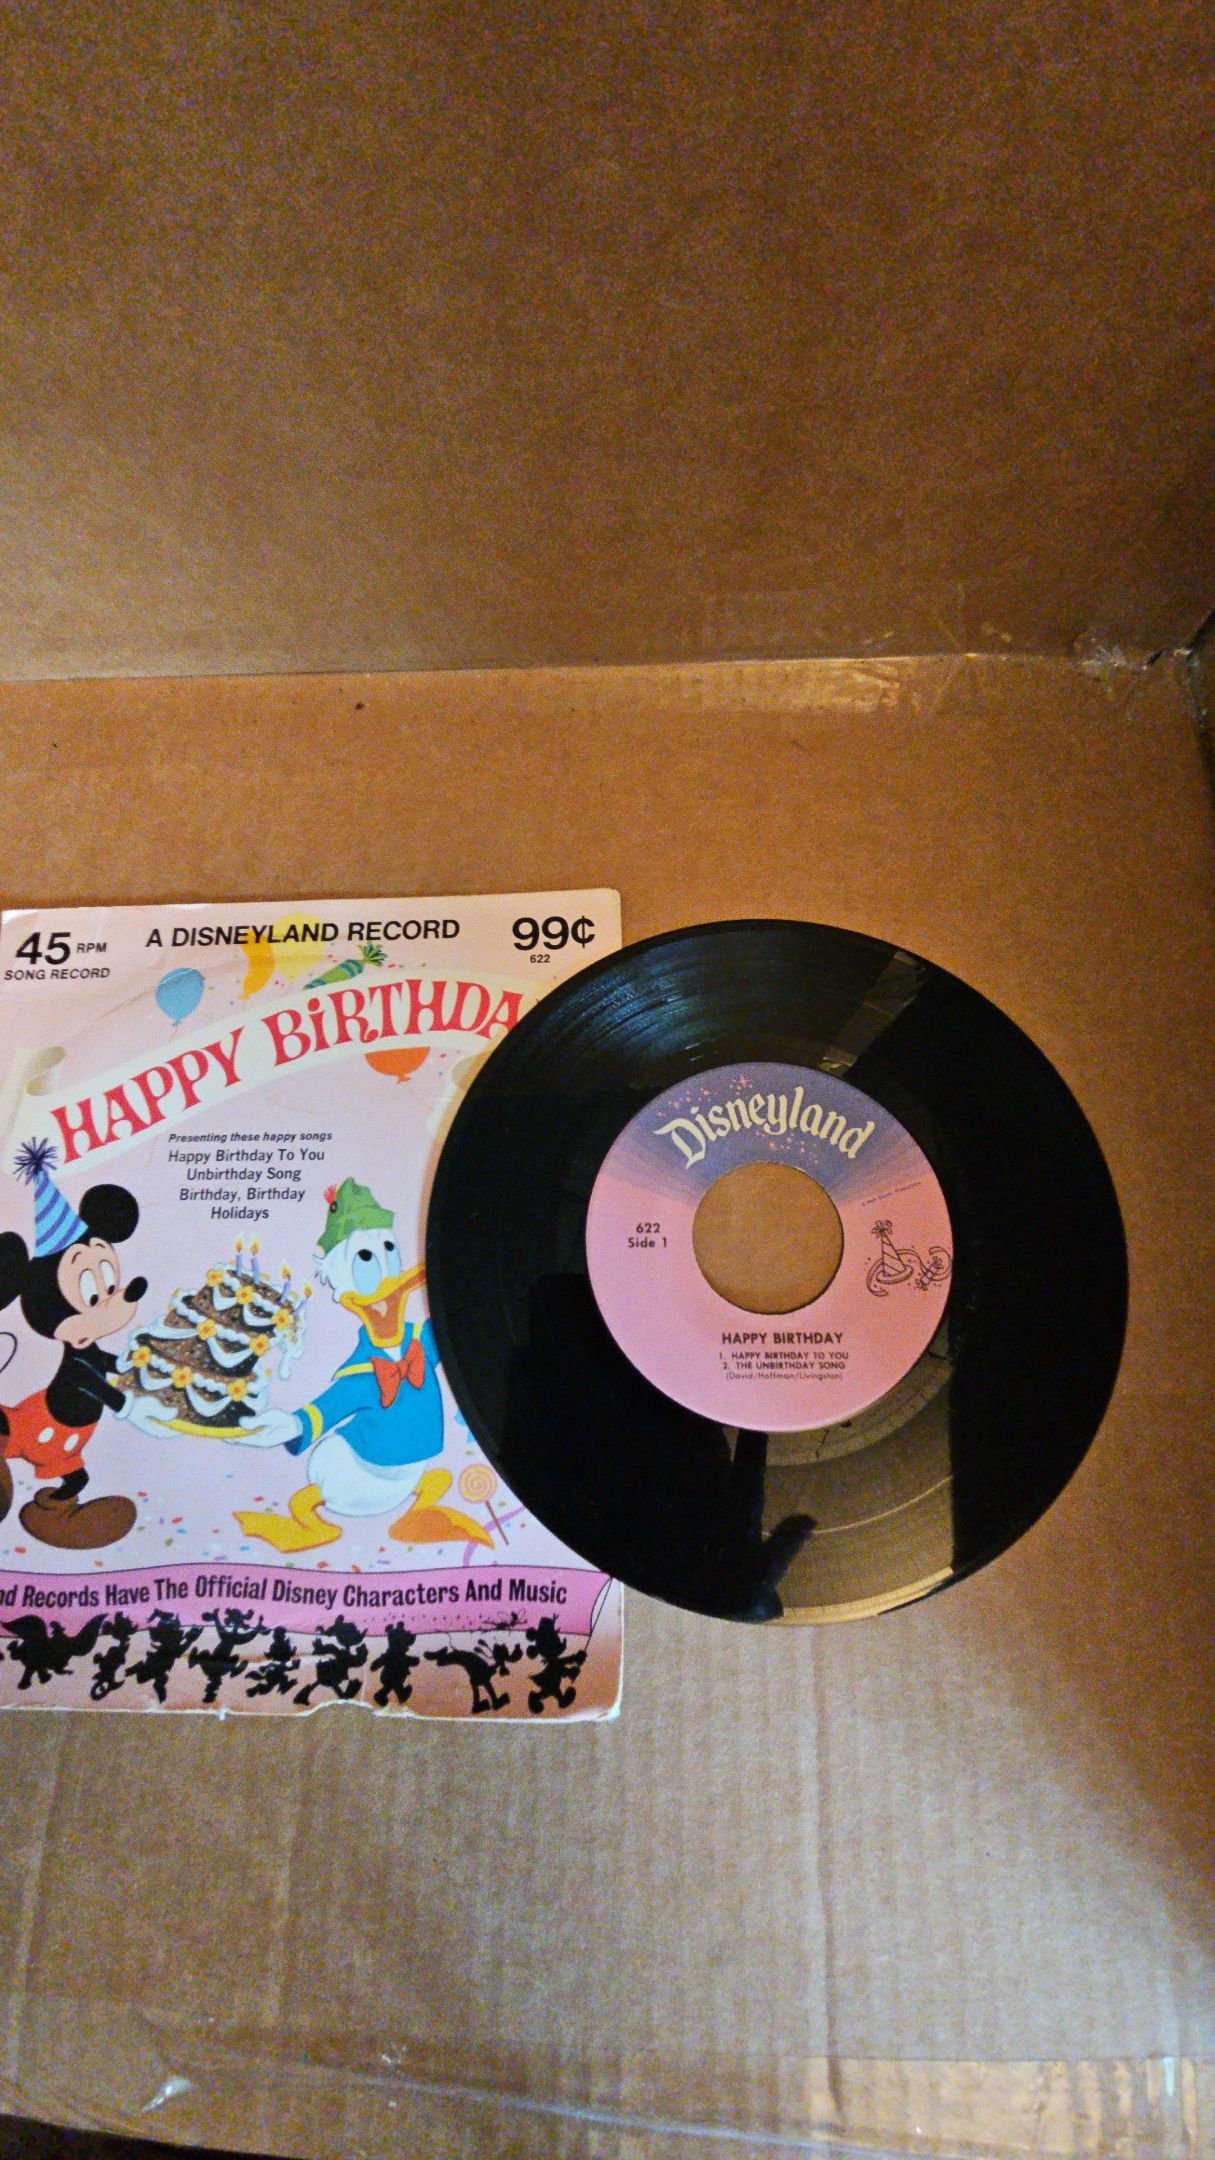 45 RPM
SONG RECORD
A DISNEYLAND RECORD
99¢
622
HAPPY BIRTHDA
Presenting these happy songs
Happy Birthday To You
Unbirthday Song
Birthday, Birthday
Holidays
nd Records Have The Official Disney Characters And Music
Disneyland
622
Side 1
HAPPY BIRTHDAY
1. HAPPY BIRTHDAY TO YOU
2. THE UNBIRTHDAY SONG
(David/Hoffman/Livingston)